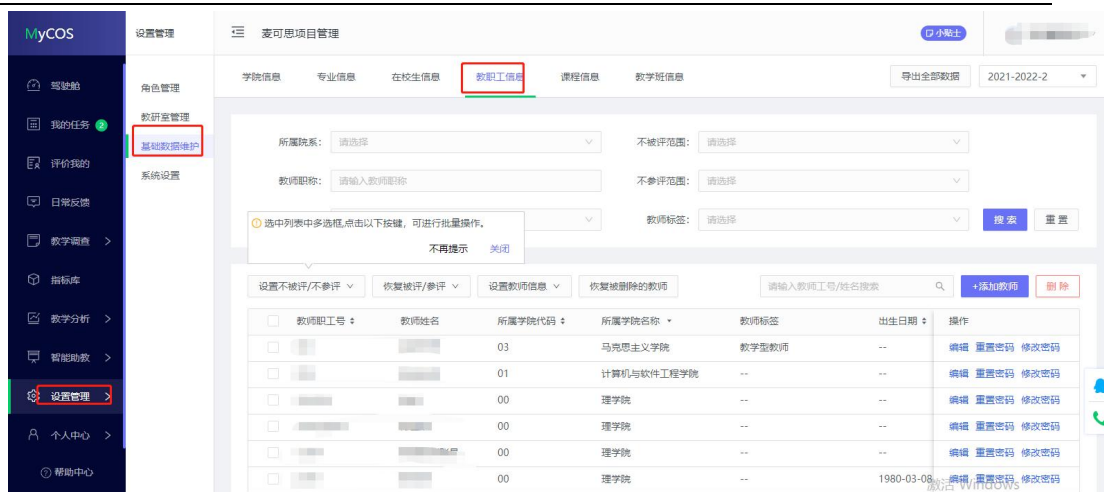 MyCOS 设置管理 麦可思项目管理 小贴士
驾驶舱 角色管理 学院信息 专业信息 在校生信息 教职工信息 课程信息 教学班信息 导出全部数据 2021-2022-2
我的任务 2 教研室管理
基础数据维护 所属院系: 请选择 不被评范围: 请选择
评价我的 系统设置 教师职称: 请输入教师职称 不参评范围: 请选择
日常反馈
教学调查 选中列表中多选框,点击以下按键,可进行批量操作。 教师标签: 请选择 搜索 重置
不再提示 关闭
指标库 设置不被评/不参评 恢复被评/参评 设置教师信息 恢复被删除的教师 请输入教师工号/姓名搜索 +添加教师 删除
教学分析 教师职工号 教师姓名 所属学院代码 所属学院名称 教师标签 出生日期 操作
智能助教 03 马克思主义学院 教学型教师 -- 编辑 重置密码 修改密码
01 计算机与软件工程学院 -- -- 编辑 重置密码 修改密码
设置管理 00 理学院 -- -- 编辑 重置密码 修改密码
个人中心 00 理学院 -- -- 编辑 重置密码 修改密码
00 理学院 -- -- 编辑 重置密码 修改密码
帮助中心 00 理学院 -- 1980-03-08 编辑 重置密码 修改密码
激活 Windows